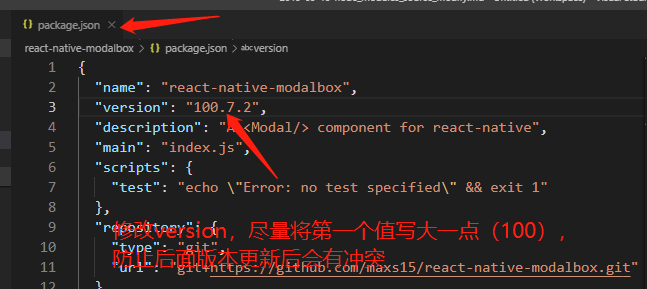 package.json ×
react-native-modalbox > package.json > abc version
1 {
2 "name": "react-native-modalbox",
3 "version": "100.7.2",
4 "description": "A <Modal/> component for react-native",
5 "main": "index.js",
6 "scripts": {
7 "test": "echo \"Error: no test specified\" && exit 1"
8 },
9 "repository": {
10 "type": "git",
11 "url": "git+https://github.com/maxs15/react-native-modalbox.git"
12 },
修改version，尽量将第一个值写大一点（100），
防止后面版本更新后会有冲突